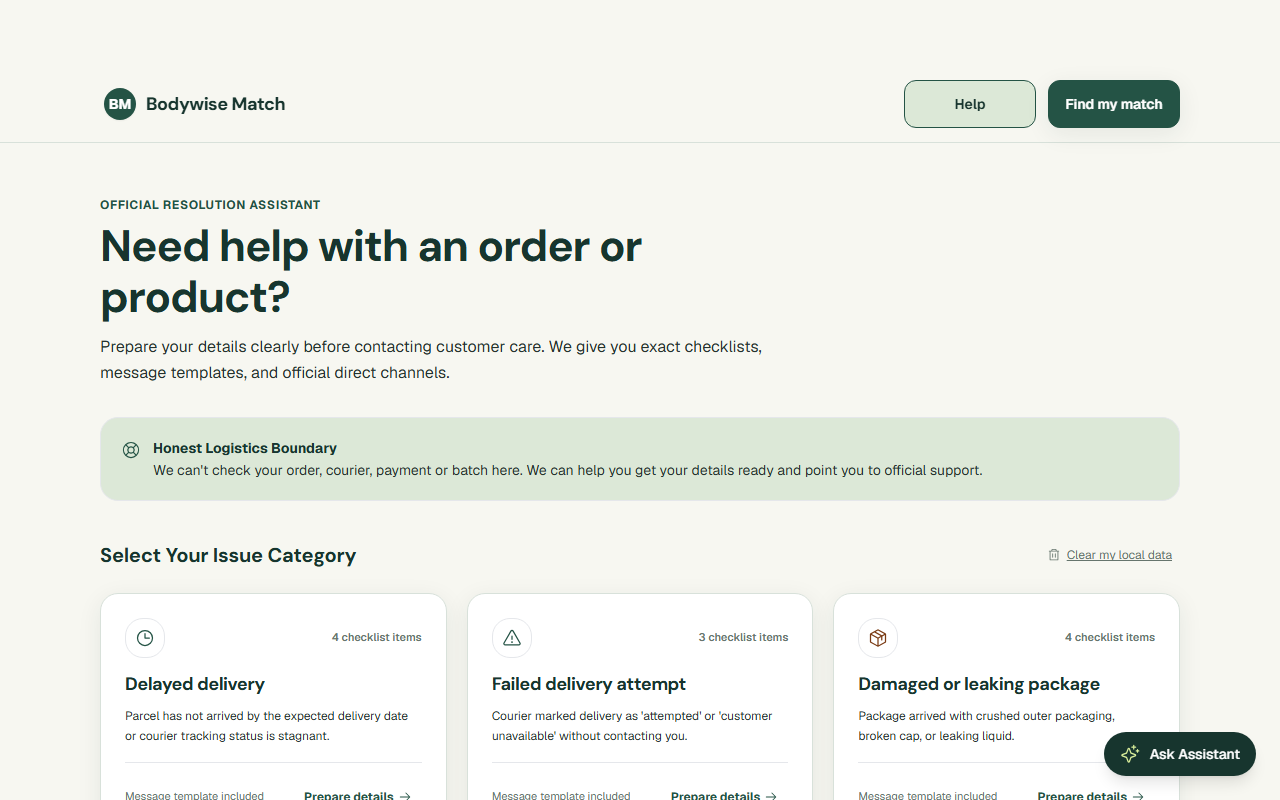 BM Bodywise Match
Help
Find my match
OFFICIAL RESOLUTION ASSISTANT
Need help with an order or
product?
Prepare your details clearly before contacting customer care. We give you exact checklists,
message templates, and official direct channels.
Honest Logistics Boundary
We can't check your order, courier, payment or batch here. We can help you get your details ready and point you to official support.
Select Your Issue Category
Clear my local data
4 checklist items
Delayed delivery
Parcel has not arrived by the expected delivery date
or courier tracking status is stagnant.
Message template included
Prepare details →
3 checklist items
Failed delivery attempt
Courier marked delivery as 'attempted' or 'customer
unavailable' without contacting you.
Message template included
Prepare details →
4 checklist items
Damaged or leaking package
Package arrived with crushed outer packaging,
broken cap, or leaking liquid.
Message template included
Prepare details →
Ask Assistant